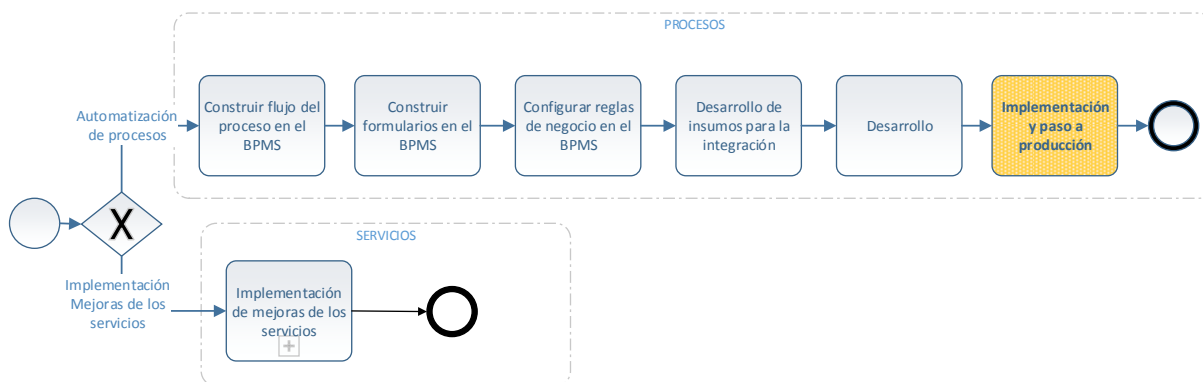 PROCESOS
Automatización
de procesos
Construir flujo del
proceso en el
BPMS
Construir
formularios en el
BPMS
Configurar reglas
de negocio en el
BPMS
Desarrollo de
insumos para la
integración
Desarrollo
Implementación
y paso a
producción
X
SERVICIOS
Implementación
Mejoras de los
servicios
Implementación
de mejoras de los
servicios